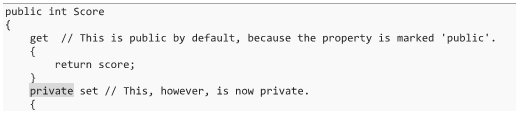 public int Score
{
    get  // This is public by default, because the property is marked 'public'.
    {
        return score;
    }
    private set // This, however, is now private.
    {